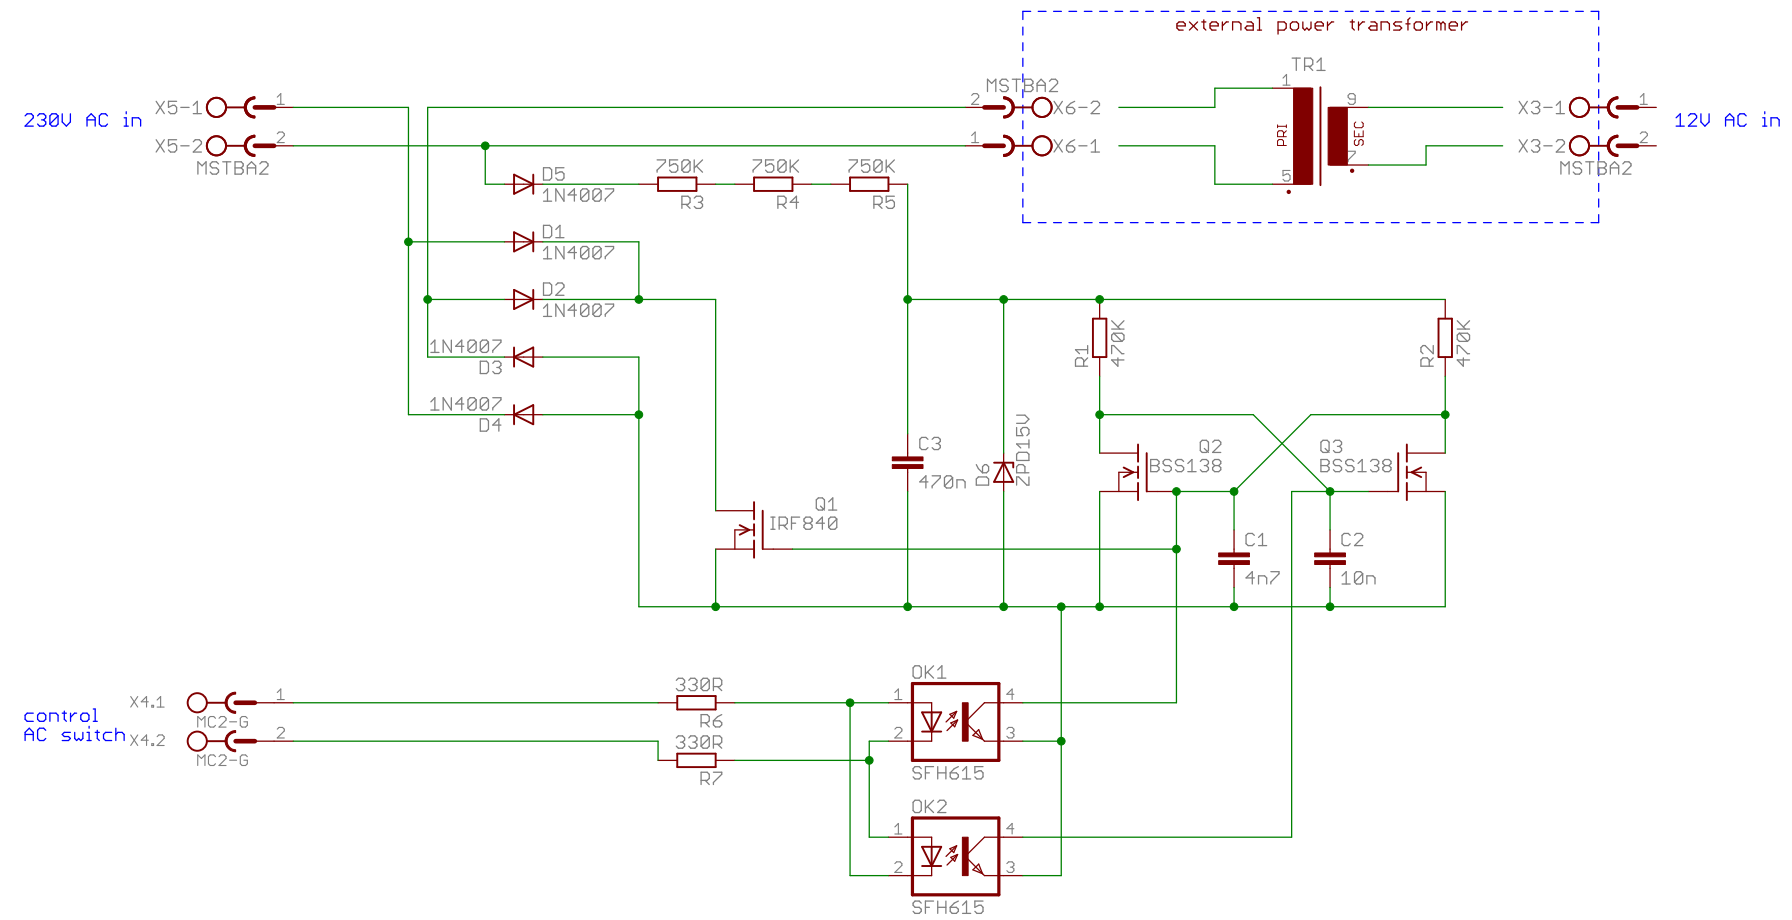 external power transformer
TR1
MSTBA2
1
9
230V AC in
X5-1
1
2
X6-2
X3-1
1
12V AC in
PRI
SEC
X5-2
2
1
X6-1
X3-2
2
MSTBA2
7
MSTBA2
5
D5
1N4007
750K
R3
750K
R4
750K
R5
D1
1N4007
D2
1N4007
1N4007
D3
1N4007
D4
R1
470K
R2
470K
C3
470n
D6
ZPD15V
Q2
BSS138
Q3
BSS138
Q1
IRF840
C1
4n7
C2
10n
control
AC switch
X4.1
1
MC2-G
X4.2
2
MC2-G
330R
R6
330R
R7
OK1
1
4
2
3
SFH615
OK2
1
4
2
3
SFH615